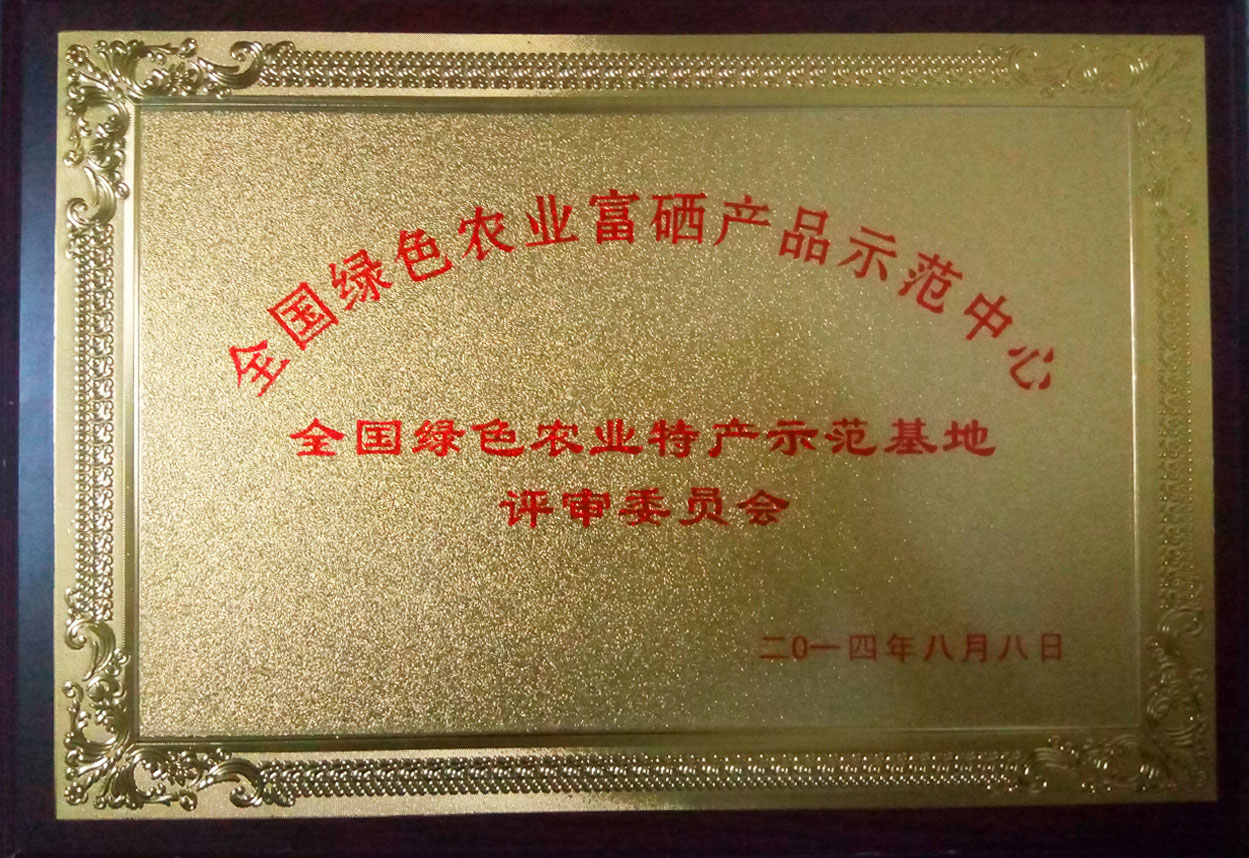 全国绿色农业富硒产品示范中心
全国绿色农业特产示范基地
评审委员会
二0一四年八月八日